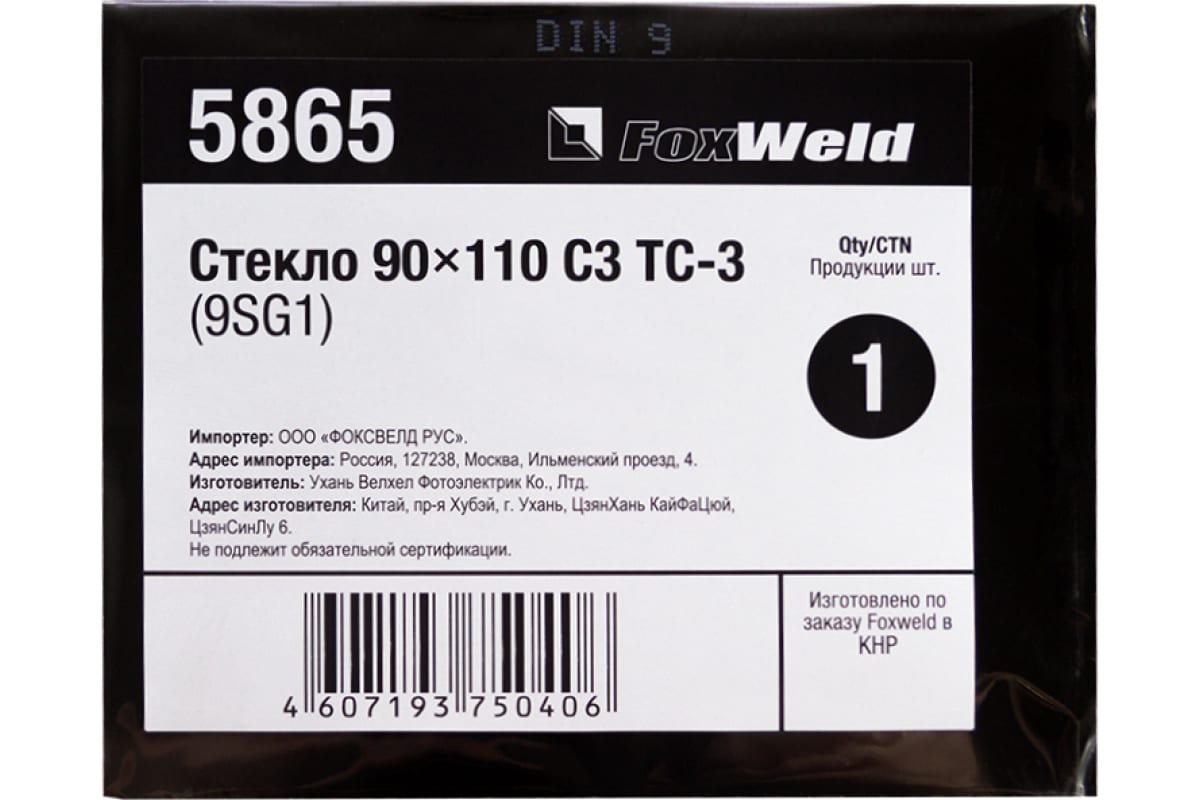 DIN 9
5865 FoxWeld
Стекло 90×110 С3 ТС-3
(9SG1)
Qty/CTN
Продукции шт.
1
Импортер: ООО «ФОКСВЕЛД РУС».
Адрес импортера: Россия, 127238, Москва, Ильменский проезд, 4.
Изготовитель: Ухань Велхел Фотоэлектрик Ко., Лтд.
Адрес изготовителя: Китай, пр-я Хубэй, г. Ухань, ЦзянХань КайФаЦюй,
ЦзянСинЛу 6.
Не подлежит обязательной сертификации.
4 607193 750406
Изготовлено по
заказу Foxweld в
КНР